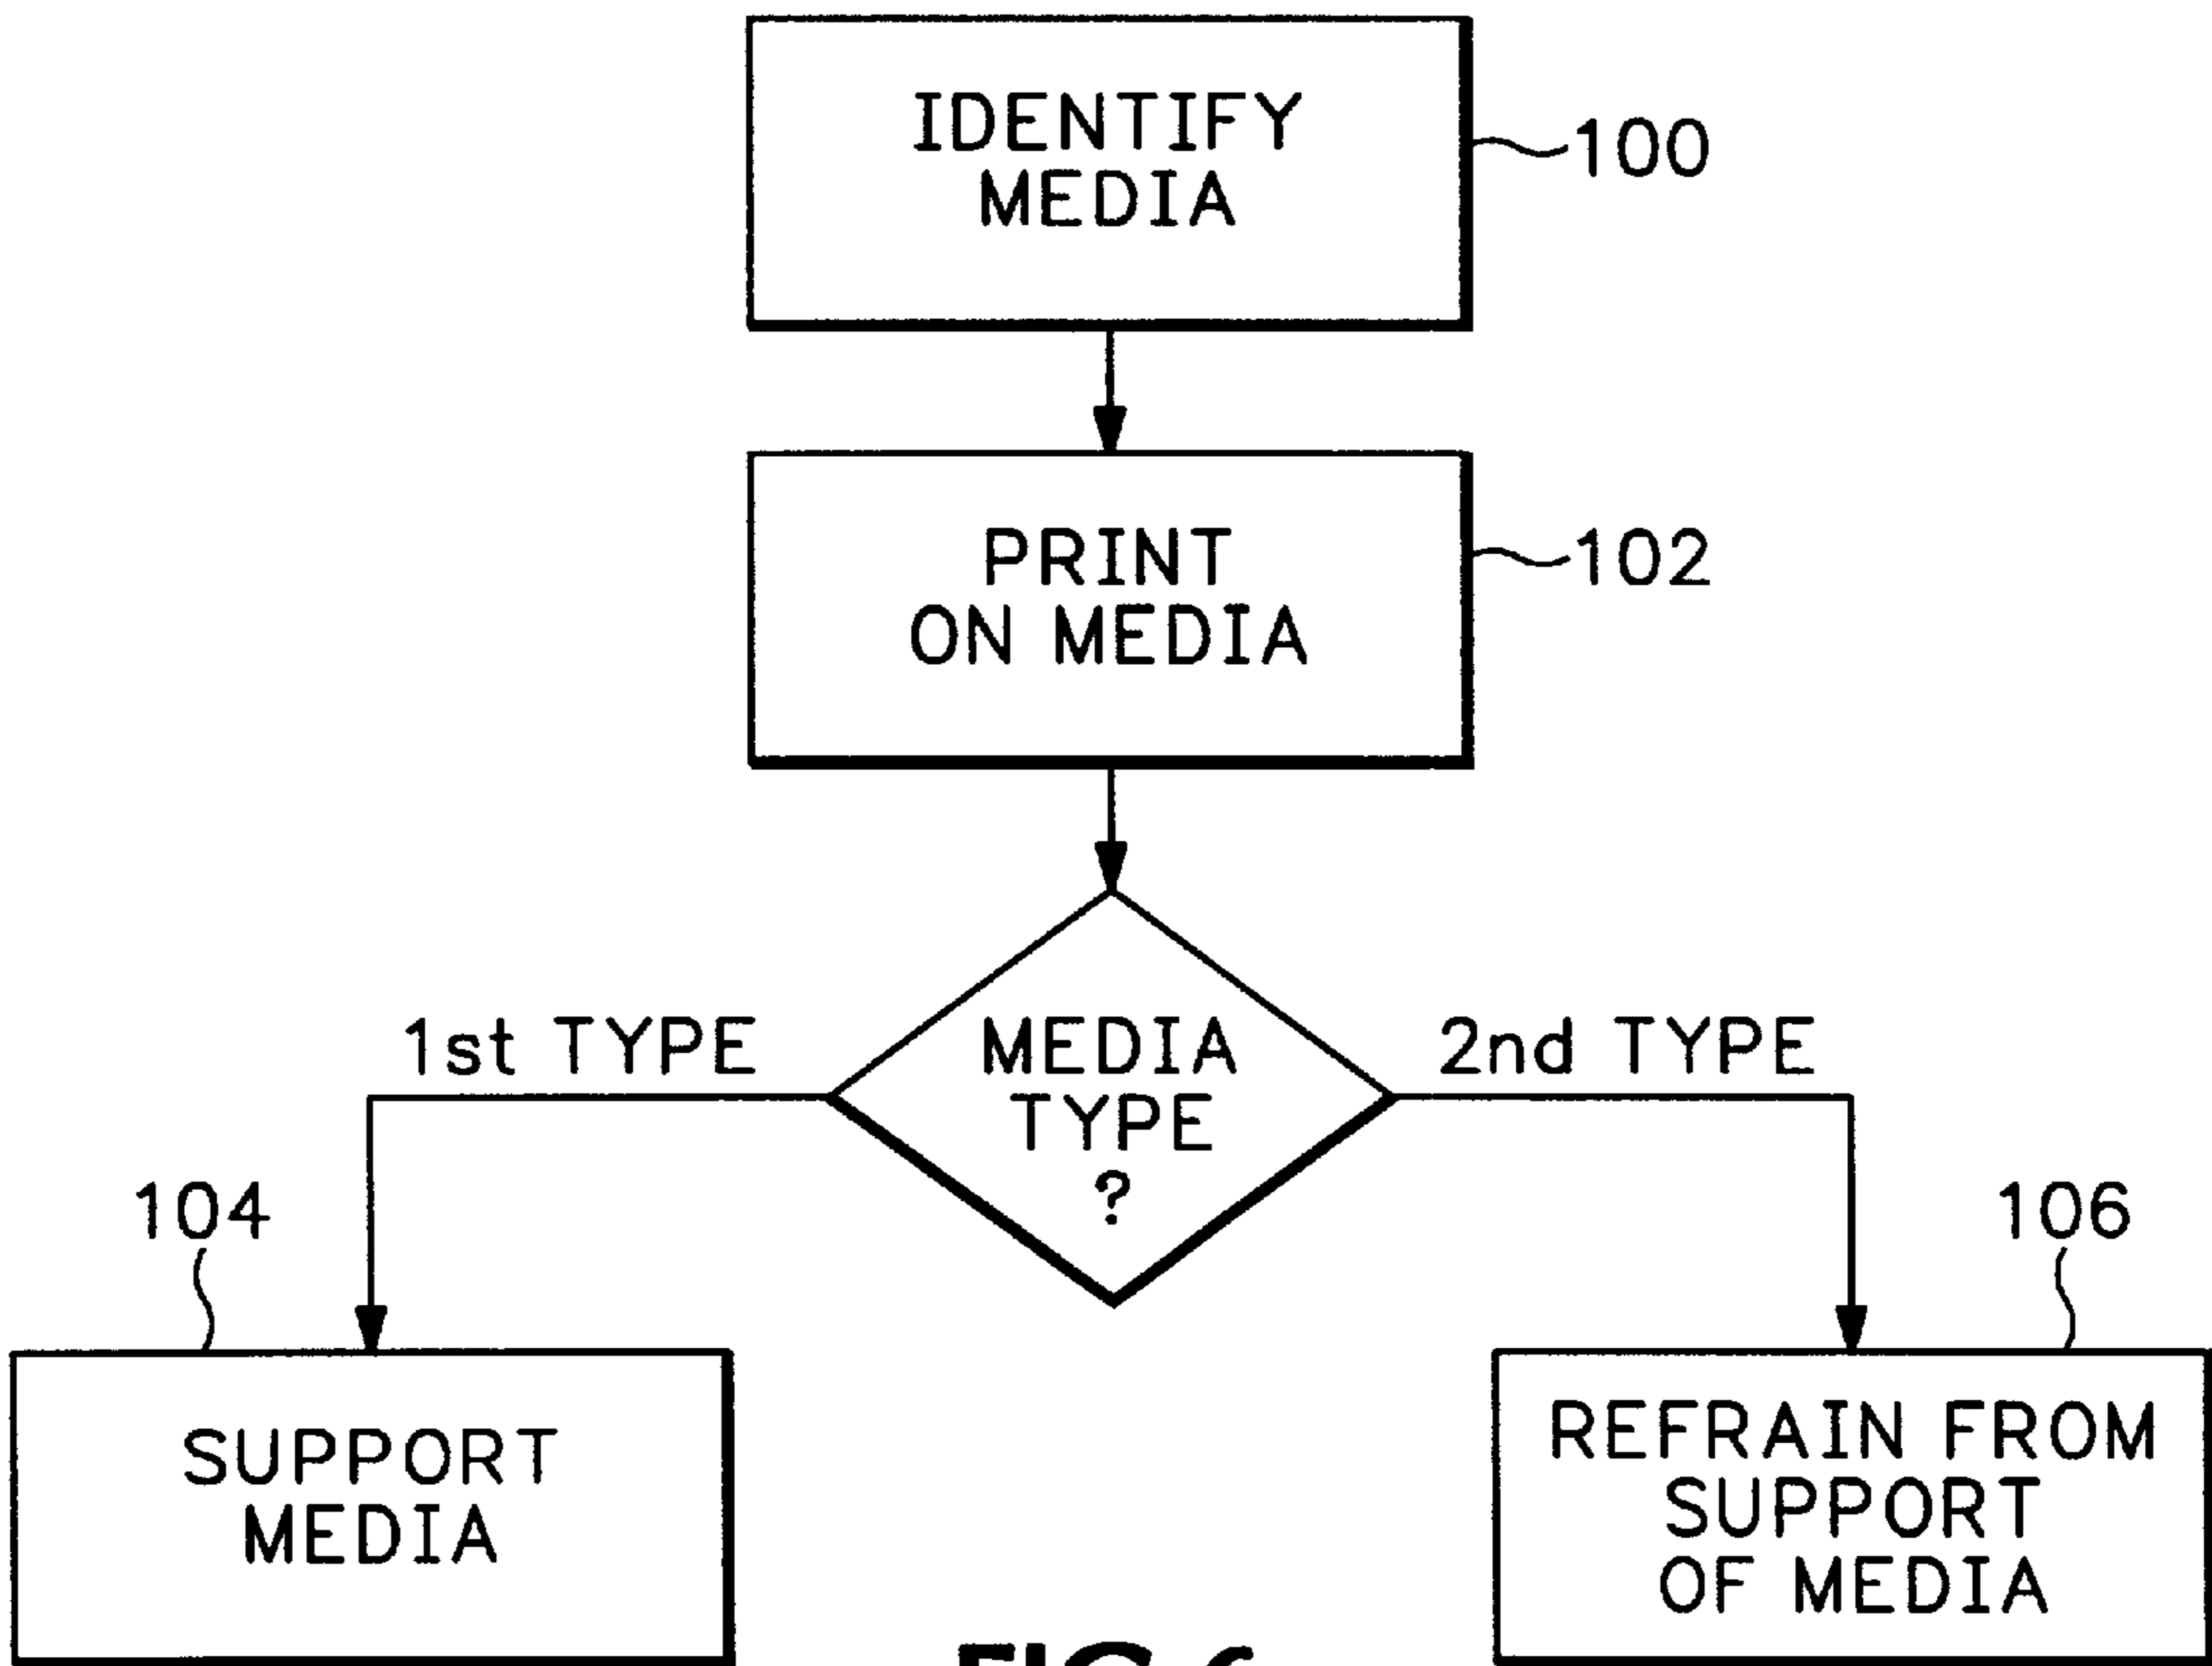 IDENTIFY
MEDIA
100
PRINT
ON MEDIA
102
1st TYPE
MEDIA
TYPE
?
2nd TYPE
104
106
SUPPORT
MEDIA
REFRAIN FROM
SUPPORT
OF MEDIA